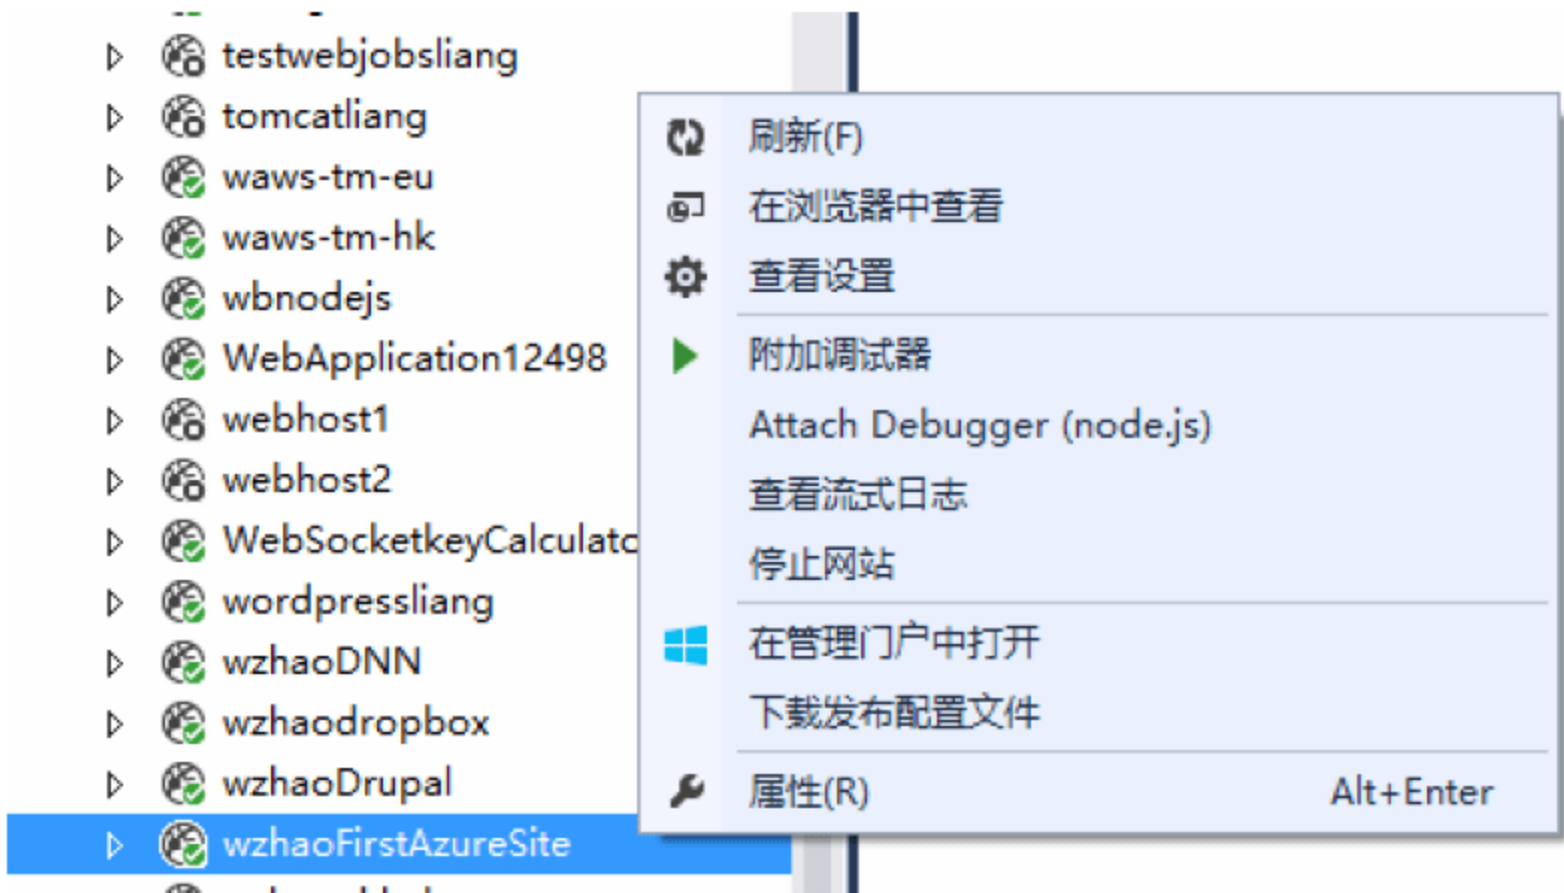 testwebjobsliang
tomcatliang
waws-tm-eu
waws-tm-hk
wbnodejs
WebApplication12498
webhost1
webhost2
WebSocketkeyCalculato
wordpressliang
wzhaoDNN
wzhaodropbox
wzhaoDrupal
wzhaoFirstAzureSite
刷新(F)
在浏览器中查看
查看设置
附加调试器
Attach Debugger (node.js)
查看流式日志
停止网站
在管理门户中打开
下载发布配置文件
属性(R) Alt+Enter